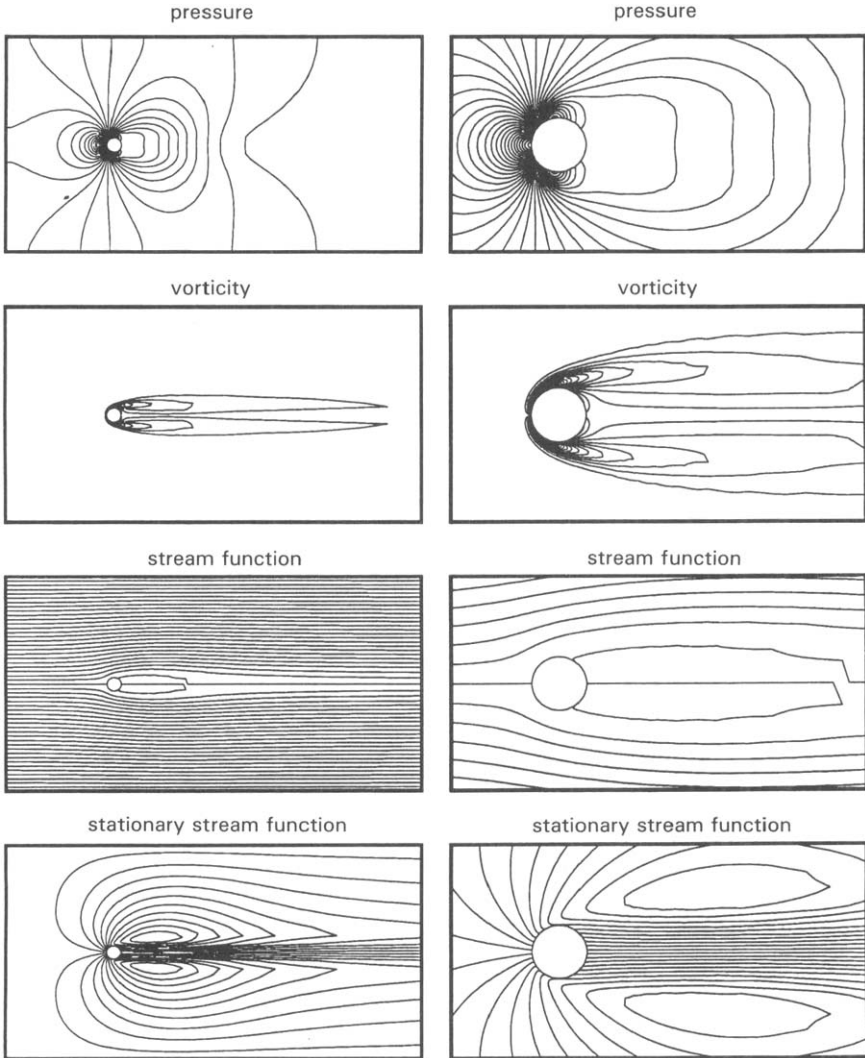 pressure
pressure
vorticity
vorticity
stream function
stream function
stationary stream function
stationary stream function